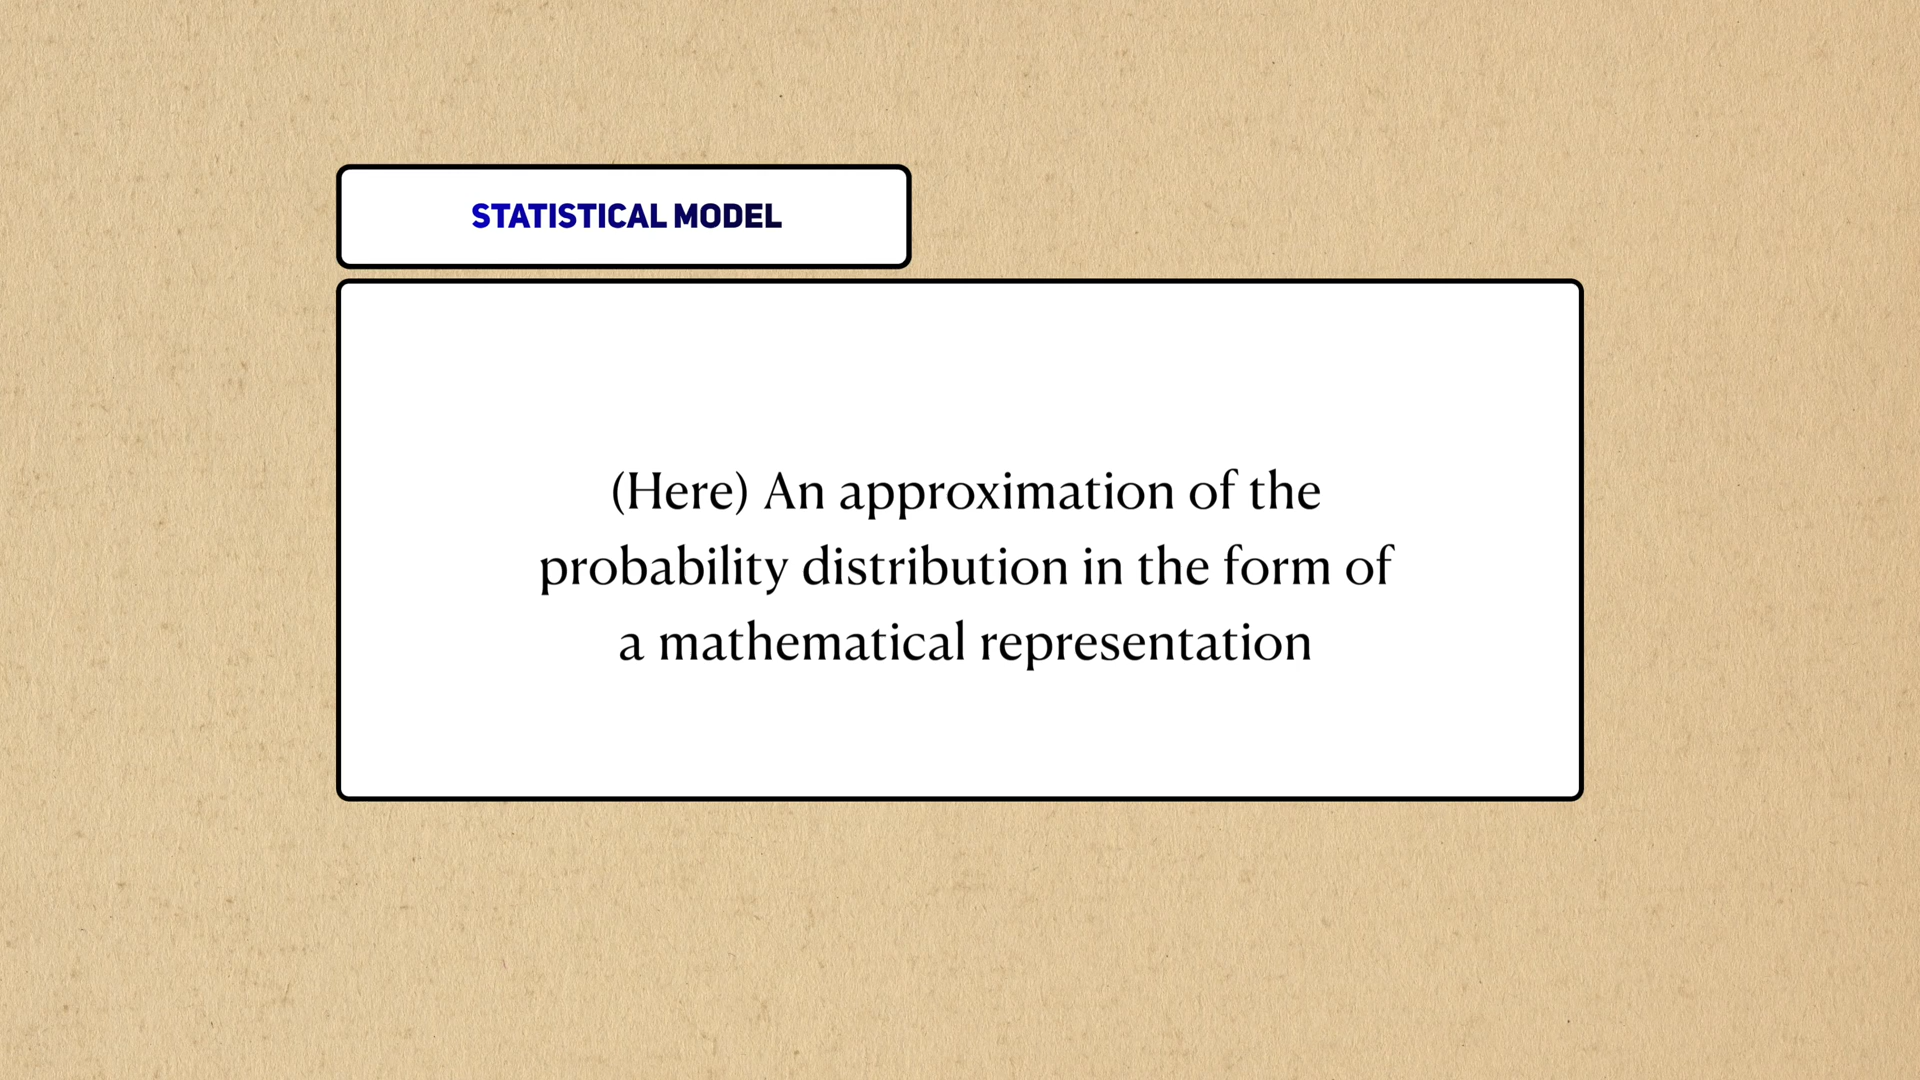 STATISTICAL MODEL
(Here) An approximation of the
probability distribution in the form of
a mathematical representation